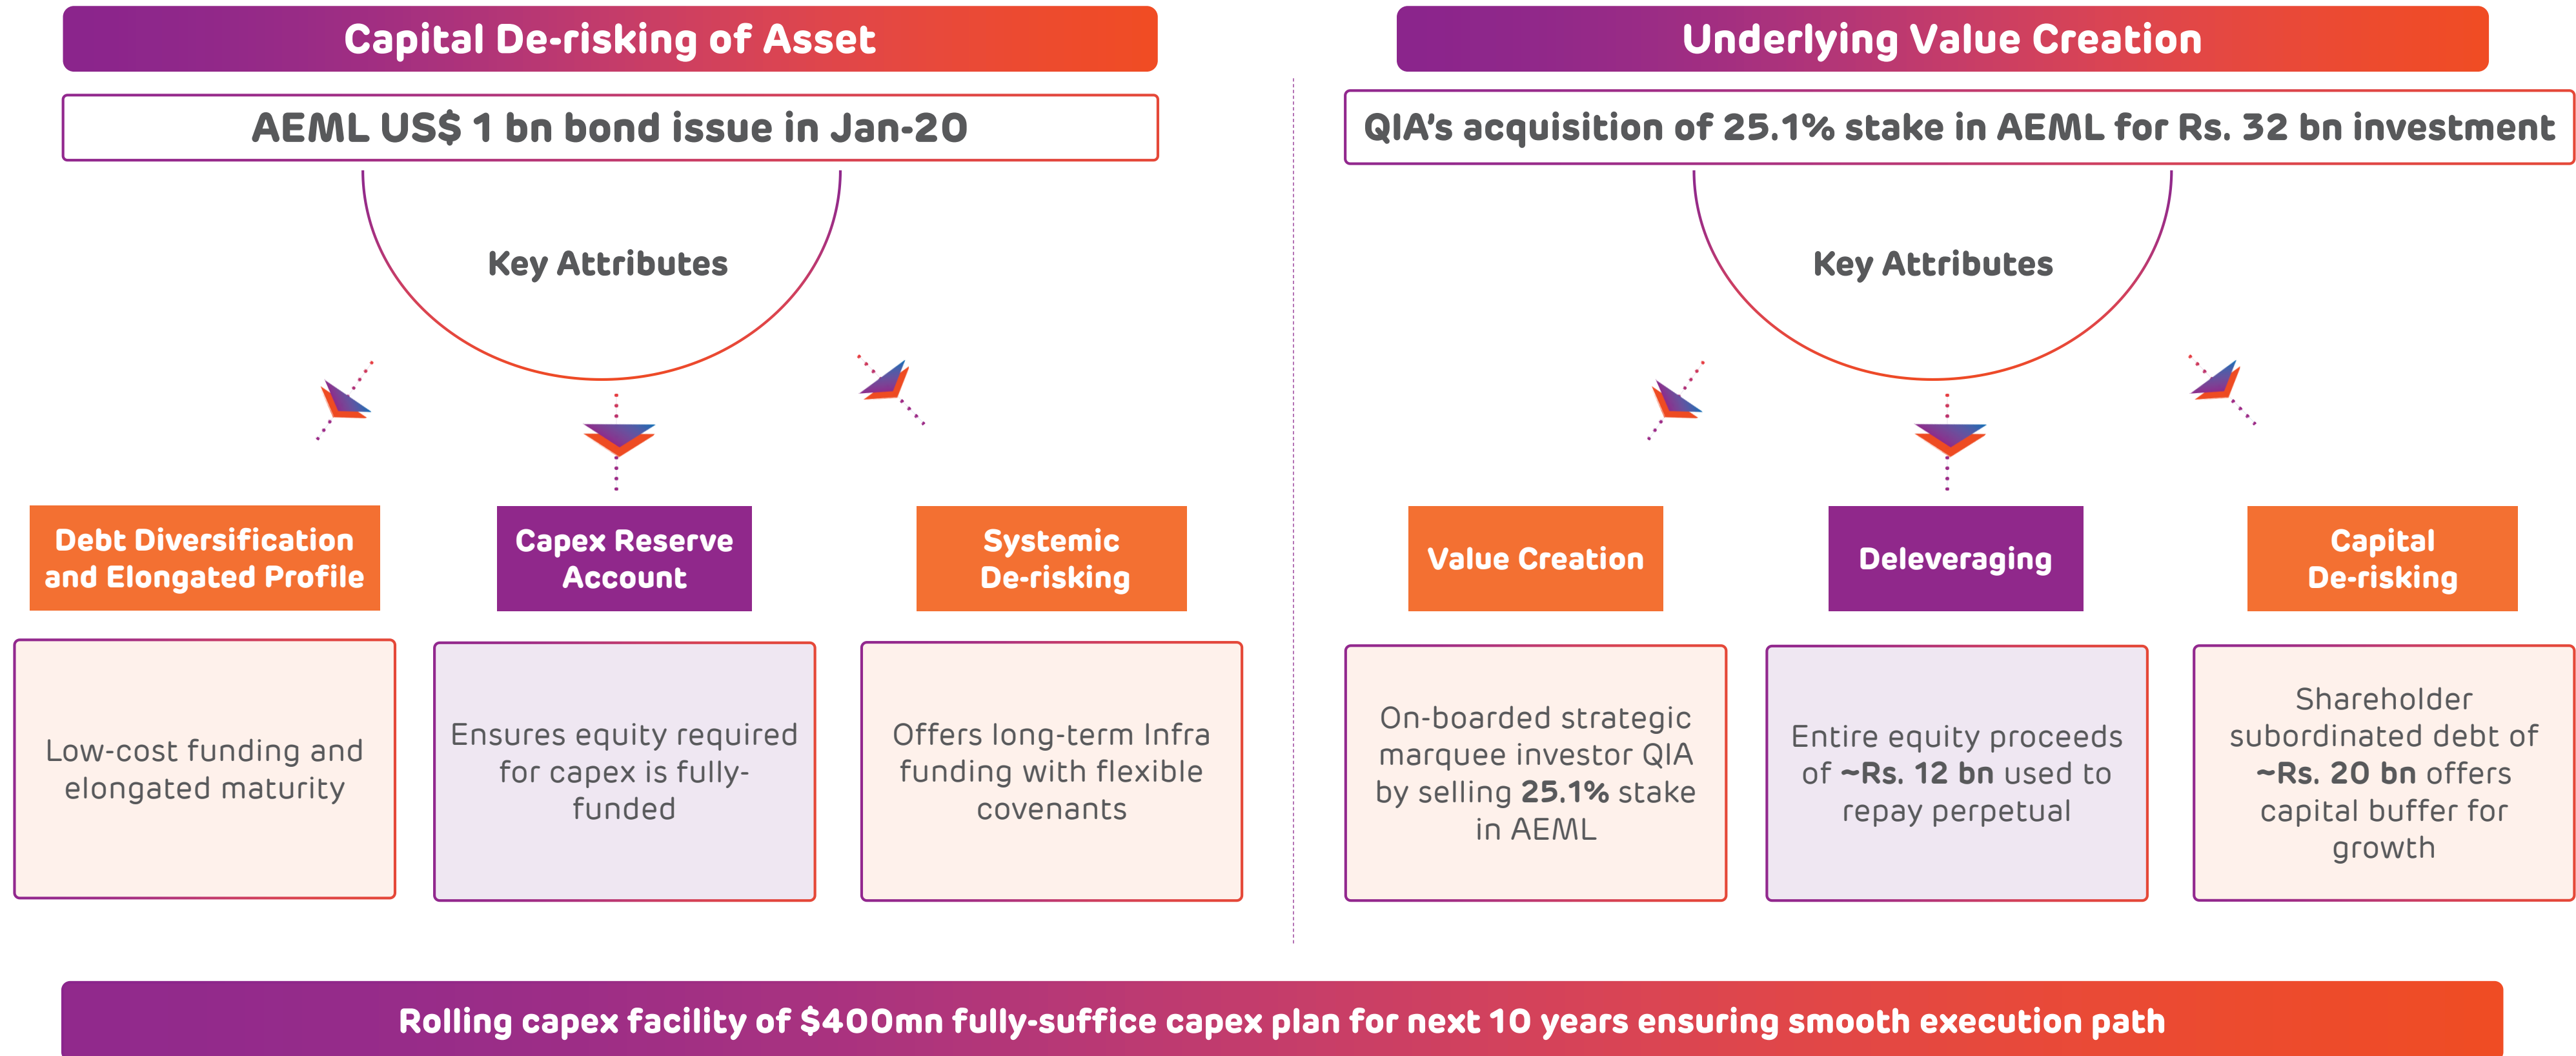 Capital De-risking of Asset
AEML US$ 1 bn bond issue in Jan-20
Key Attributes
Debt Diversification
and Elongated Profile
Low-cost funding and
elongated maturity
Capex Reserve
Account
Ensures equity required
for capex is fully-
funded
Systemic
De-risking
Offers long-term Infra
funding with flexible
covenants
Underlying Value Creation
QIA's acquisition of 25.1% stake in AEML for Rs. 32 bn investment
Key Attributes
Value Creation
On-boarded strategic
marquee investor QIA
by selling 25.1% stake
in AEML
Deleveraging
Entire equity proceeds
of ~Rs. 12 bn used to
repay perpetual
Capital
De-risking
Shareholder
subordinated debt of
~Rs. 20 bn offers
capital buffer for
growth
Rolling capex facility of $400mn fully-suffice capex plan for next 10 years ensuring smooth execution path